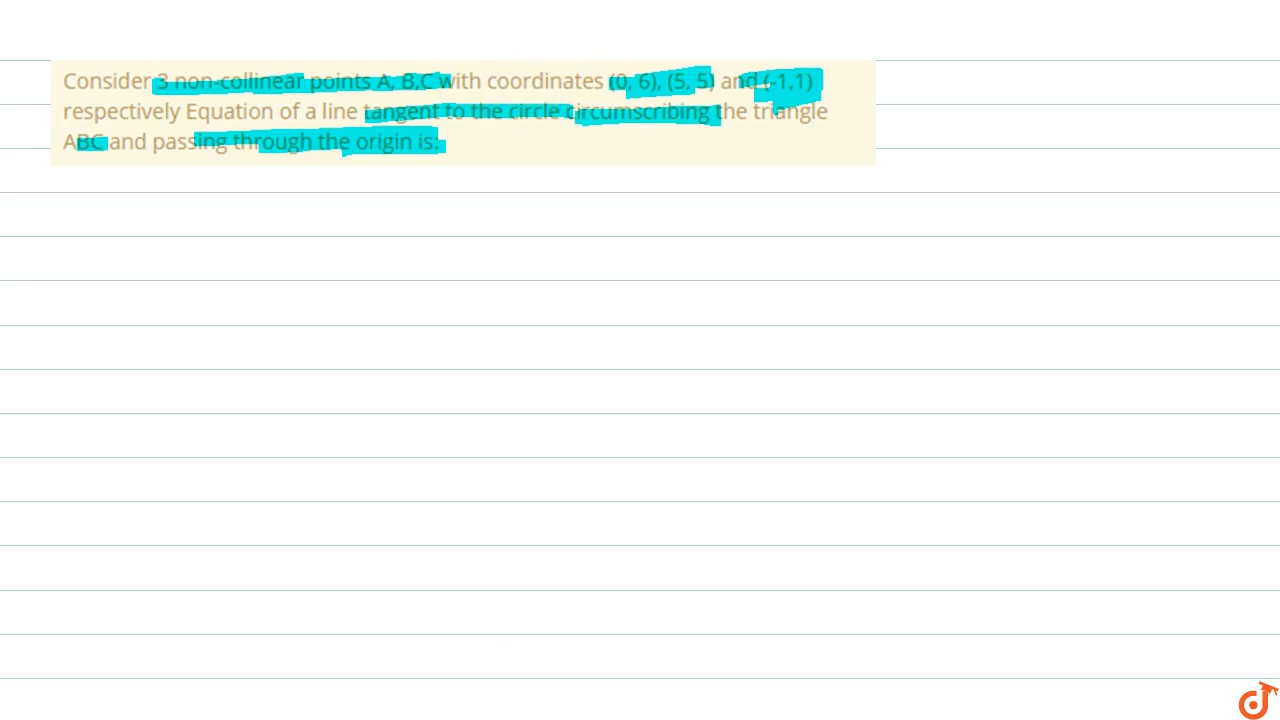 Consider 3 non-collinear points A, B,C with coordinates (0, 6), (5, 5) and (-1,1)
respectively Equation of a line tangent to the circle circumscribing the triangle
ABC and passing through the origin is: